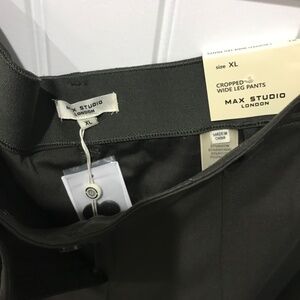 size XL
CROPPED
WIDE LEG PANTS
MAX STUDIO
LONDON
MAX STUDIO
LONDON
XL
MADE IN
CHINA